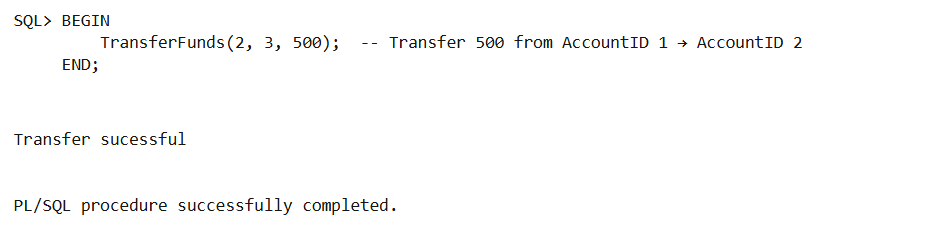 SQL> BEGIN
TransferFunds(2, 3, 500);  -- Transfer 500 from AccountID 1 → AccountID 2
END;
Transfer sucessful
PL/SQL procedure successfully completed.